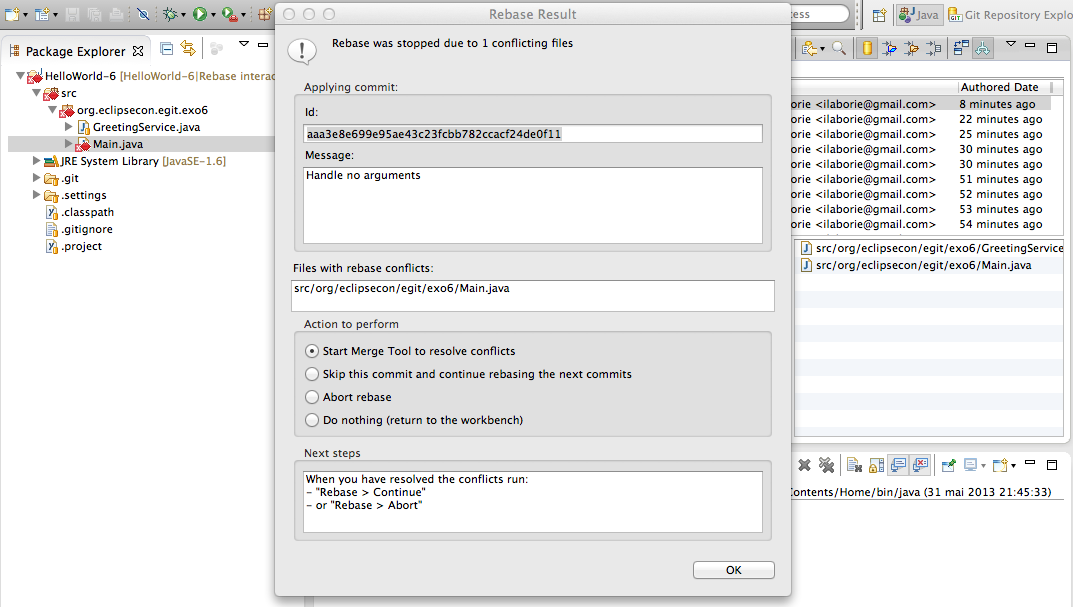 Rebase Result
cess
Java
Git Repository Explo
Package Explorer
Rebase was stopped due to 1 conflicting files
HelloWorld-6 [HelloWorld-6|Rebase interac
src
org.eclipsecon.egit.exo6
GreetingService.java
Main.java
JRE System Library [JavaSE-1.6]
.git
.settings
.classpath
.gitignore
.project
Applying commit:
Id:
aaa3e8e699e95ae43c23fcbb782ccacf24de0f11
Message:
Handle no arguments
Files with rebase conflicts:
src/org/eclipsecon/egit/exo6/Main.java
Action to perform
Start Merge Tool to resolve conflicts
Skip this commit and continue rebasing the next commits
Abort rebase
Do nothing (return to the workbench)
Next steps
When you have resolved the conflicts run:
- "Rebase > Continue"
- or "Rebase > Abort"
OK
Authored Date
orie <ilaborie@gmail.com> 8 minutes ago
orie <ilaborie@gmail.com> 22 minutes ago
orie <ilaborie@gmail.com> 25 minutes ago
orie <ilaborie@gmail.com> 30 minutes ago
orie <ilaborie@gmail.com> 30 minutes ago
orie <ilaborie@gmail.com> 51 minutes ago
orie <ilaborie@gmail.com> 52 minutes ago
orie <ilaborie@gmail.com> 53 minutes ago
orie <ilaborie@gmail.com> 54 minutes ago
src/org/eclipsecon/egit/exo6/GreetingService
src/org/eclipsecon/egit/exo6/Main.java
Contents/Home/bin/java (31 mai 2013 21:45:33)